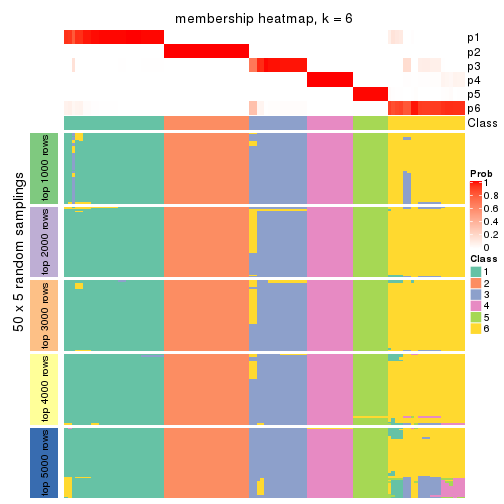 membership heatmap, k = 6
p1
p2
p3
p4
p5
p6
Class
50 x 5 random samplings
top 1000 rows
top 2000 rows
top 3000 rows
top 4000 rows
top 5000 rows
Prob
1
0.8
0.6
0.4
0.2
0
Class
1
2
3
4
5
6